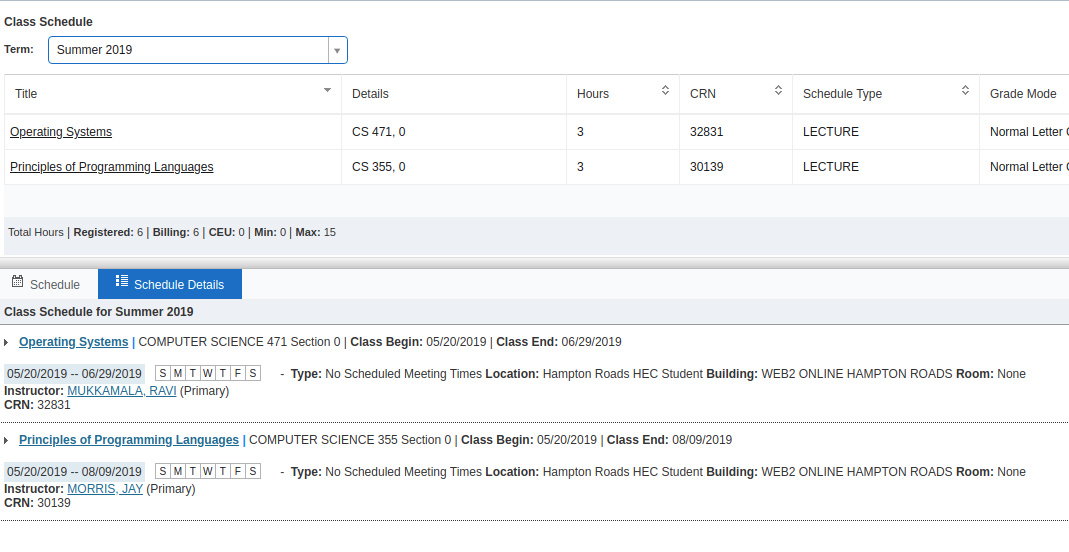 Class Schedule
Term: Summer 2019
Title Details Hours CRN Schedule Type Grade Mode
Operating Systems CS 471, 0 3 32831 LECTURE Normal Letter
Principles of Programming Languages CS 355, 0 3 30139 LECTURE Normal Letter
Total Hours | Registered: 6 | Billing: 6 | CEU: 0 | Min: 0 | Max: 15
Schedule Schedule Details
Class Schedule for Summer 2019
Operating Systems | COMPUTER SCIENCE 471 Section 0 | Class Begin: 05/20/2019 | Class End: 06/29/2019
05/20/2019 -- 06/29/2019 S M T W T F S - Type: No Scheduled Meeting Times Location: Hampton Roads HEC Student Building: WEB2 ONLINE HAMPTON ROADS Room: None
Instructor: MUKKAMALA, RAVI (Primary)
CRN: 32831
Principles of Programming Languages | COMPUTER SCIENCE 355 Section 0 | Class Begin: 05/20/2019 | Class End: 08/09/2019
05/20/2019 -- 08/09/2019 S M T W T F S - Type: No Scheduled Meeting Times Location: Hampton Roads HEC Student Building: WEB2 ONLINE HAMPTON ROADS Room: None
Instructor: MORRIS, JAY (Primary)
CRN: 30139